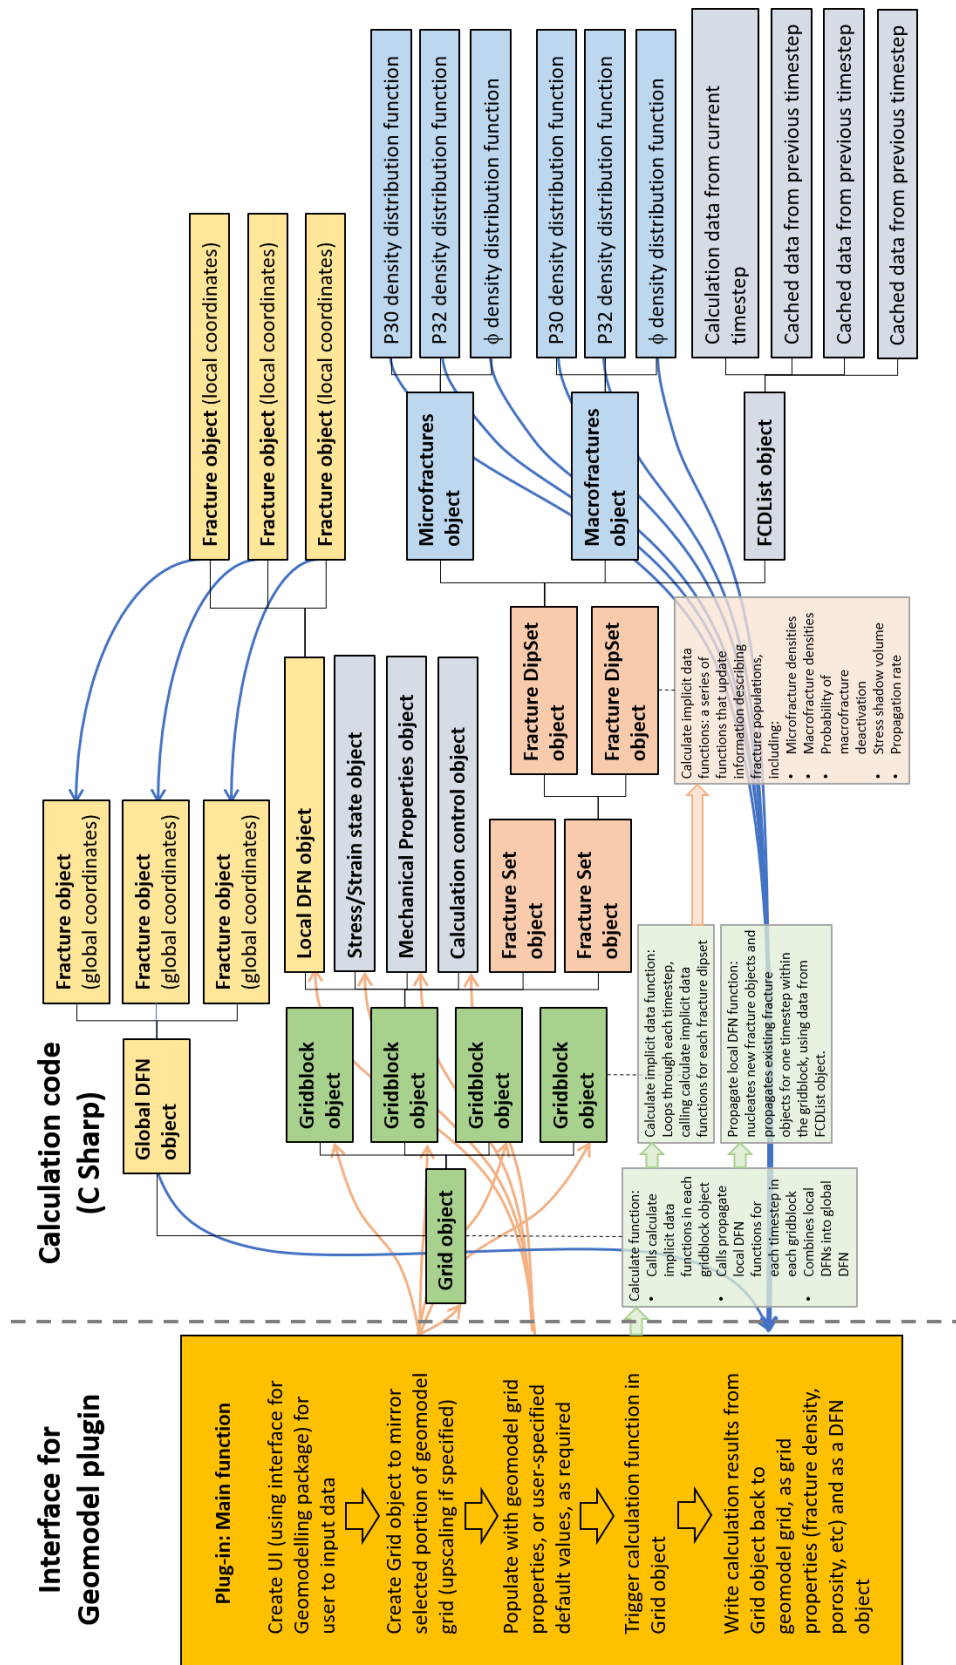 Interface for
Geomodel plugin
Plug-in: Main function
Create UI (using interface for
Geomodelling package) for
user to input data
Create Grid object to mirror
selected portion of geomodel
grid (upscaling if specified)
Populate with geomodel grid
properties, or user-specified
default values, as required
Trigger calculation function in
Grid object
Write calculation results from
Grid object back to
geomodel grid, as grid
properties (fracture density,
porosity, etc) and as a DFN
object
Calculation code
(C Sharp)
Global DFN
object
Fracture object
(global coordinates)
Fracture object
(global coordinates)
Fracture object
(global coordinates)
Fracture object (local coordinates)
Fracture object (local coordinates)
Fracture object (local coordinates)
Grid object
Gridblock
object
Gridblock
object
Gridblock
object
Gridblock
object
Local DFN object
Stress/Strain state object
Mechanical Properties object
Calculation control object
Fracture Set
object
Fracture Set
object
Fracture DipSet
object
Fracture DipSet
object
Microfractures
object
Macrofractures
object
FCDList object
P30 density distribution function
P32 density distribution function
ϕ density distribution function
P30 density distribution function
P32 density distribution function
ϕ density distribution function
Calculation data from current
timestep
Cached data from previous timestep
Cached data from previous timestep
Cached data from previous timestep
Calculate function:
• Calls calculate
implicit data
functions in each
gridblock object
• Calls propagate
local DFN
functions for
each timestep in
each gridblock
• Combines local
DFNs into global
DFN
Calculate implicit data function:
Loops through each timestep,
calling calculate implicit data
functions for each fracture dipset
Propagate local DFN function:
nucleates new fracture objects and
propagates existing fracture
objects for one timestep within
the gridblock, using data from
FCDList object.
Calculate implicit data
functions: a series of
functions that update
information describing
fracture populations,
including:
• Microfracture densities
• Macrofracture densities
• Probability of
macrofracture
deactivation
• Stress shadow volume
• Propagation rate